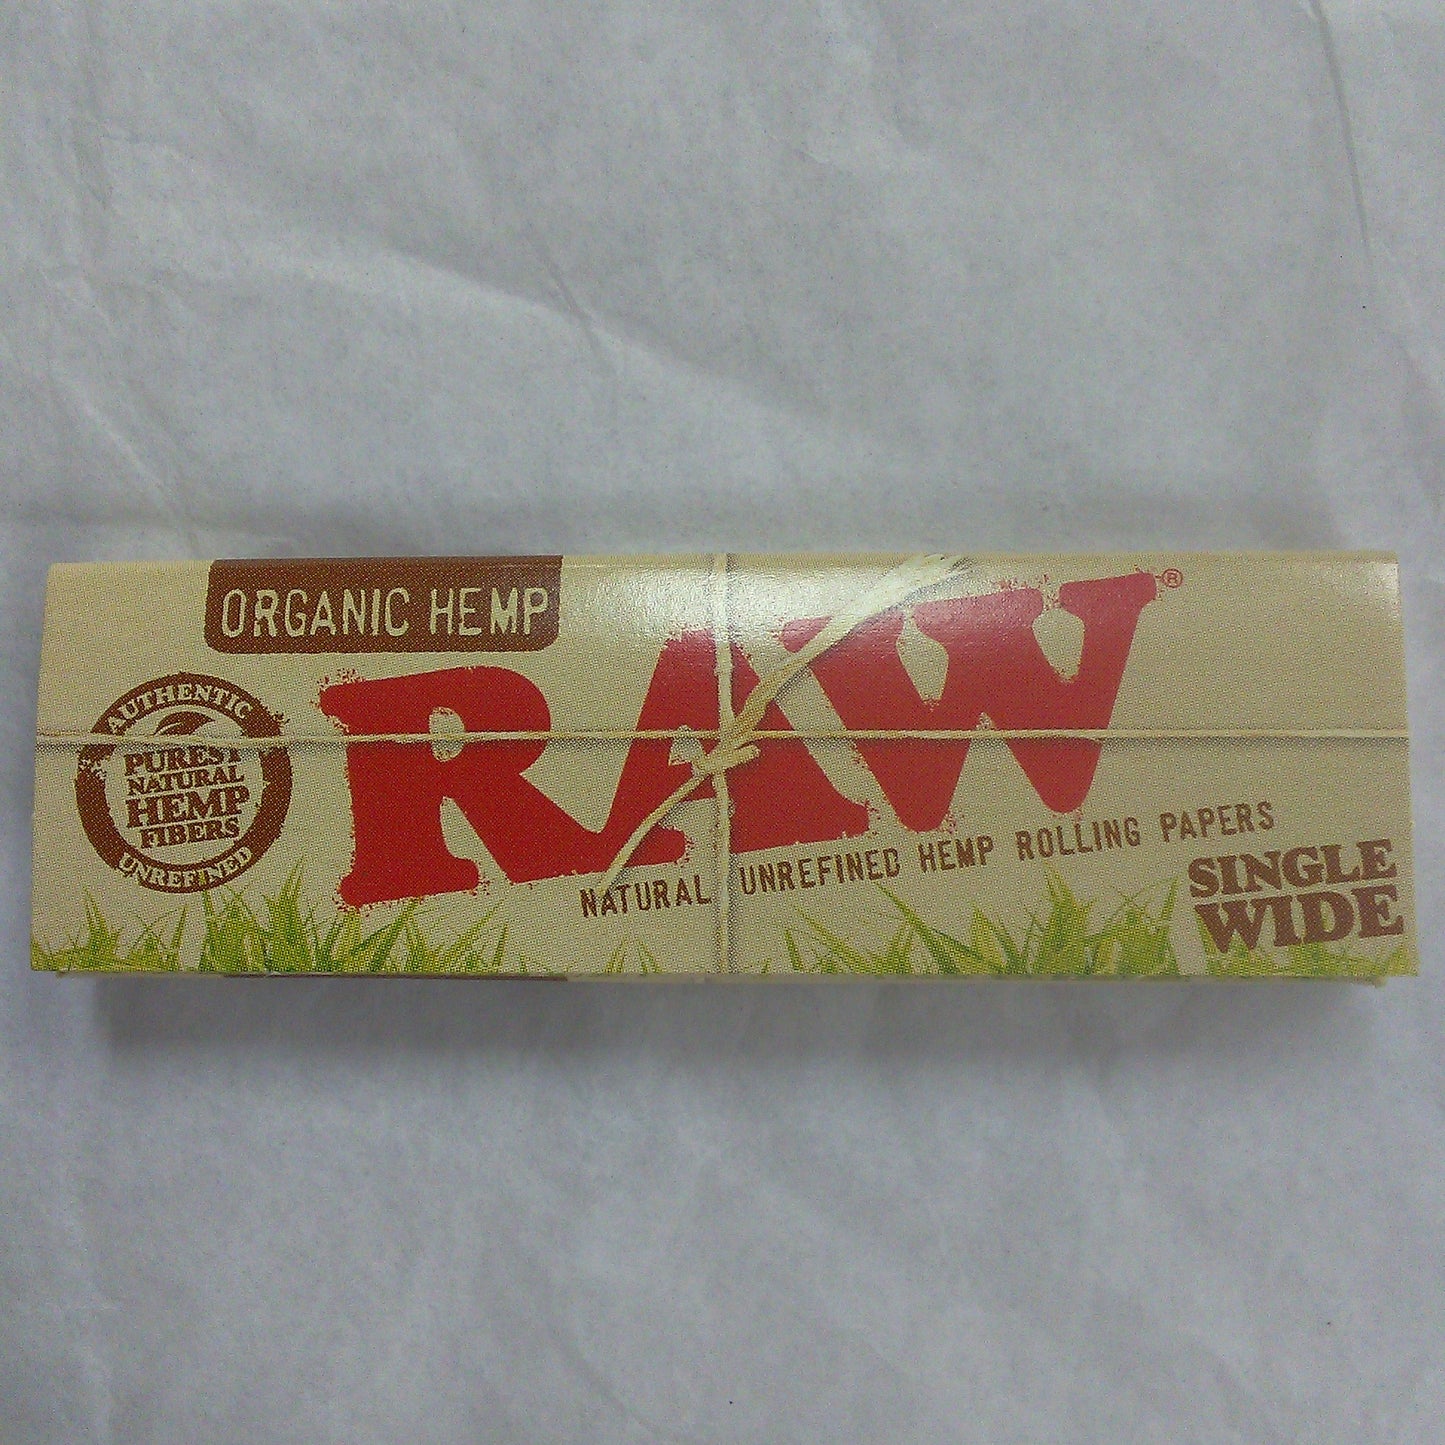 ORGANIC HEMP
RAW®
AUTHENTIC
PUREST
NATURAL
HEMP
FIBERS
UNREFINED
NATURAL UNREFINED HEMP ROLLING PAPERS
SINGLE
WIDE